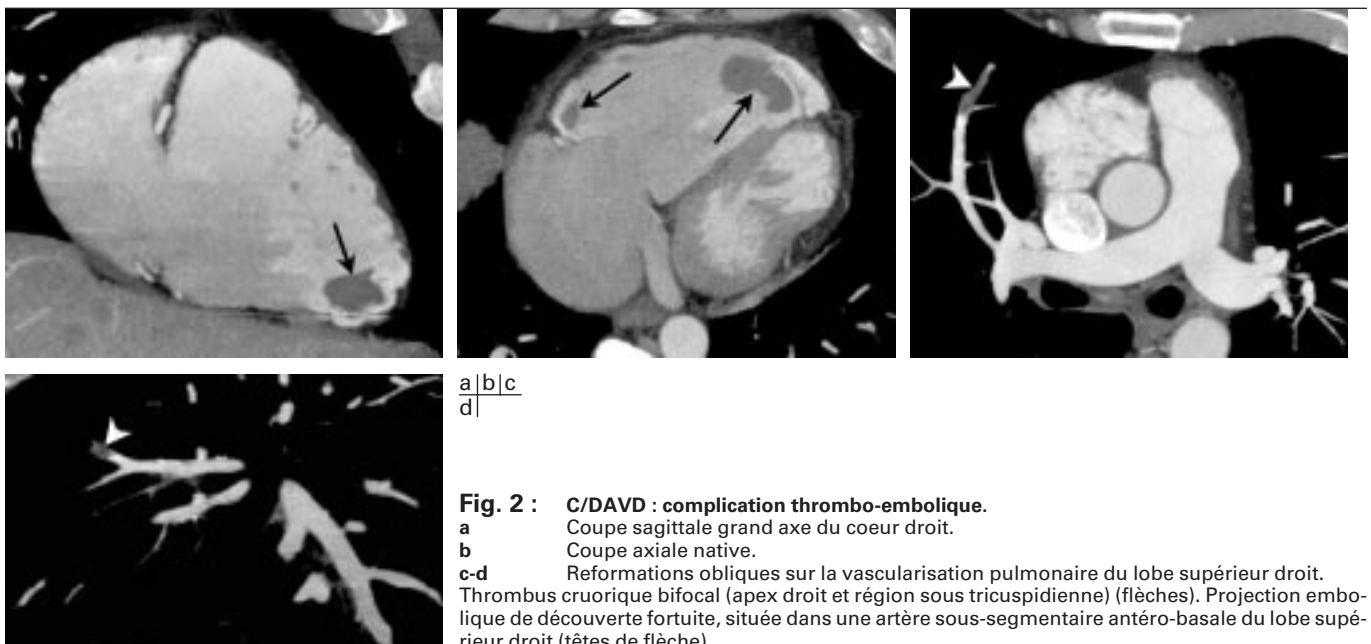 a|b|c
d|
Fig. 2 : C/DAVD : complication thrombo-embolique.
a Coupe sagittale grand axe du coeur droit.
b Coupe axiale native.
c-d Reformations obliques sur la vascularisation pulmonaire du lobe supérieur droit.
Thrombus cruorique bifocal (apex droit et région sous tricuspidienne) (flèches). Projection embo-
lique de découverte fortuite, située dans une artère sous-segmentaire antéro-basale du lobe supé-
rieur droit (têtes de flèche).